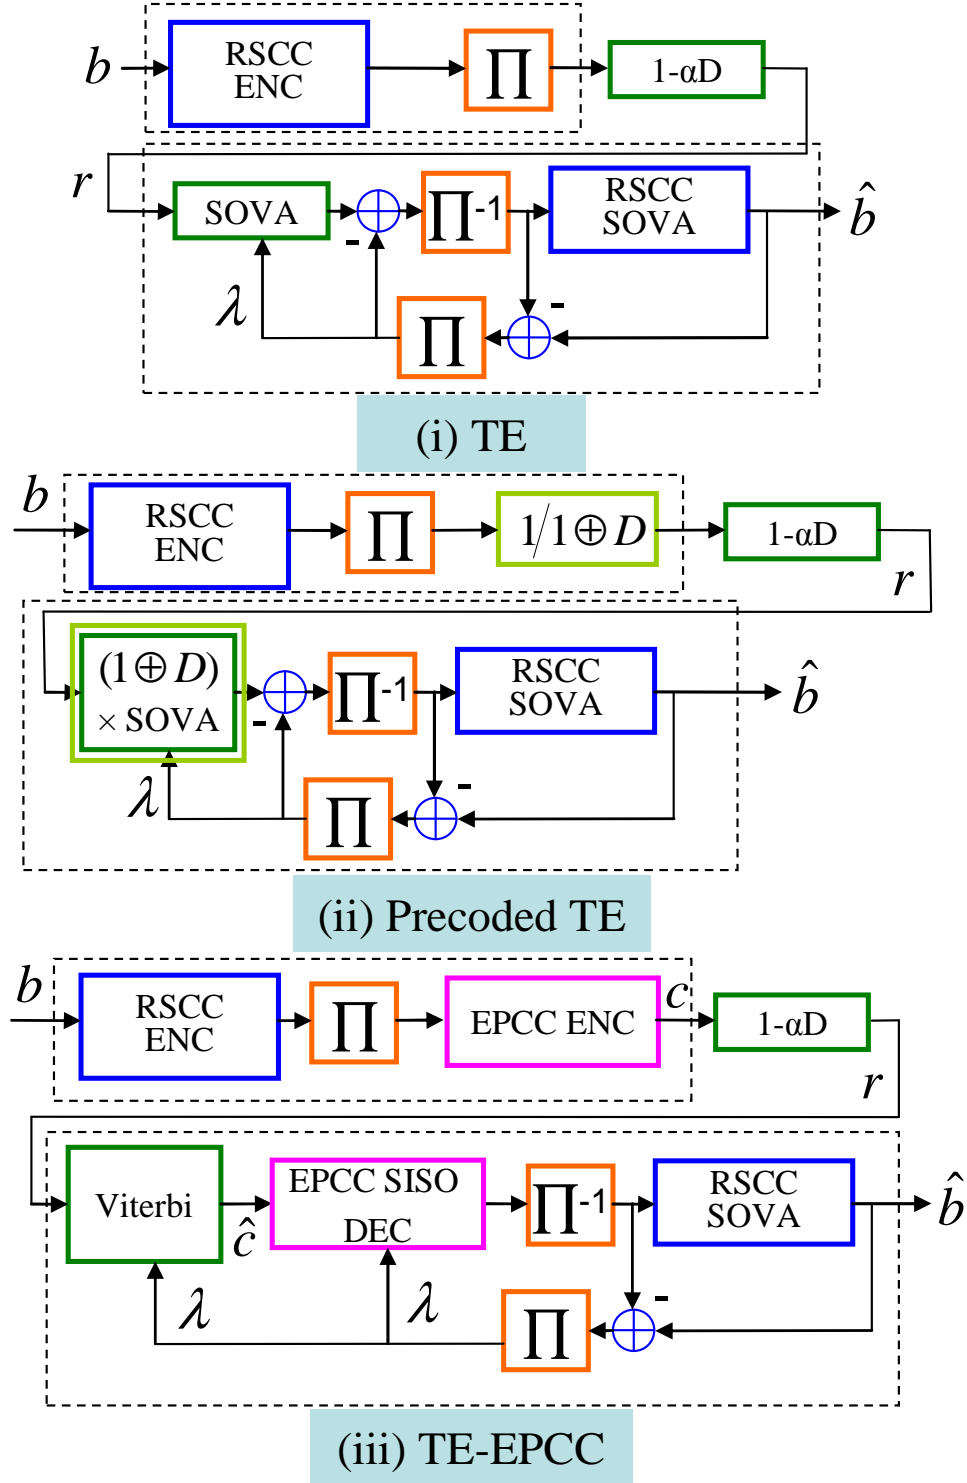 b
RSCC
ENC
∏
1-αD
r
SOVA
-
∏-1
RSCC
SOVA
b̂
λ
∏
-
(i) TE
b
RSCC
ENC
∏
1/1⊕D
1-αD
r
(1⊕D)
× SOVA
-
∏-1
RSCC
SOVA
b̂
λ
∏
-
(ii) Precoded TE
b
RSCC
ENC
∏
EPCC ENC
c
1-αD
r
Viterbi
ĉ
EPCC SISO
DEC
∏-1
RSCC
SOVA
b̂
λ
λ
∏
-
(iii) TE-EPCC